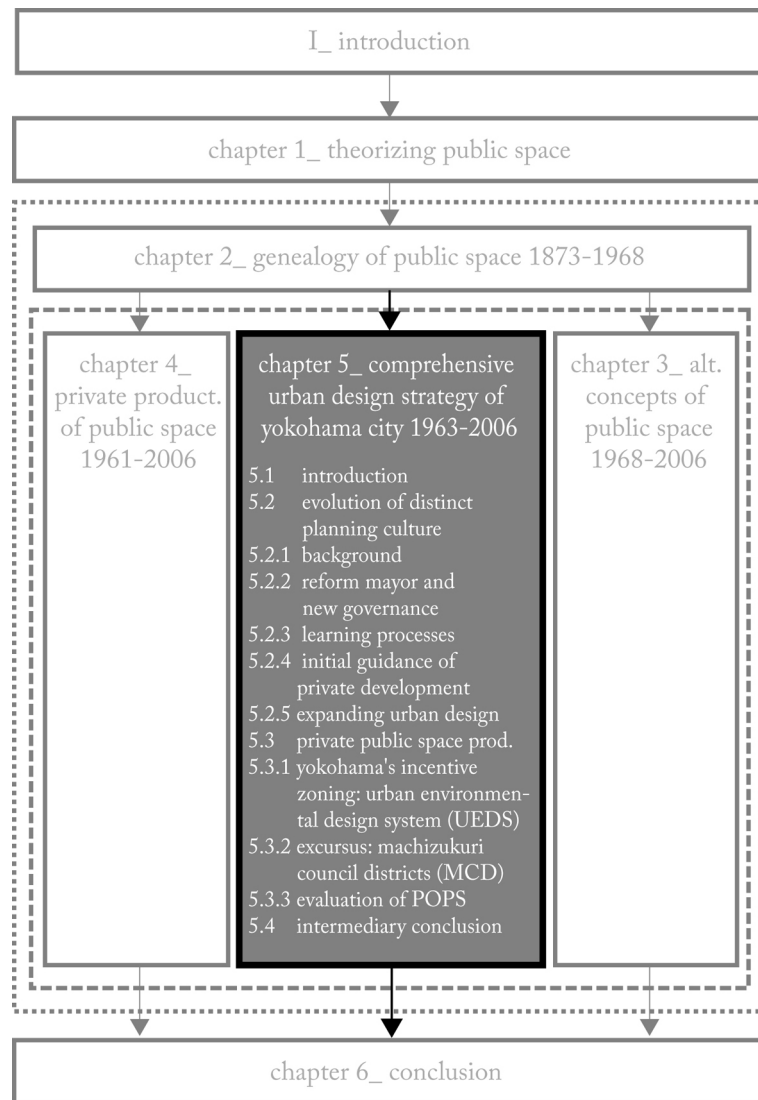 I_ introduction
chapter 1_ theorizing public space
chapter 2_ genealogy of public space 1873-1968
chapter 4_
private product.
of public space
1961-2006
chapter 5_ comprehensive
urban design strategy of
yokohama city 1963-2006
5.1 introduction
5.2 evolution of distinct
planning culture
5.2.1 background
5.2.2 reform mayor and
new governance
5.2.3 learning processes
5.2.4 initial guidance of
private development
5.2.5 expanding urban design
5.3 private public space prod.
5.3.1 yokohama's incentive
zoning: urban environmen-
tal design system (UEDS)
5.3.2 excursus: machizukuri
council districts (MCD)
5.3.3 evaluation of POPS
5.4 intermediary conclusion
chapter 3_ alt.
concepts of
public space
1968-2006
chapter 6_ conclusion